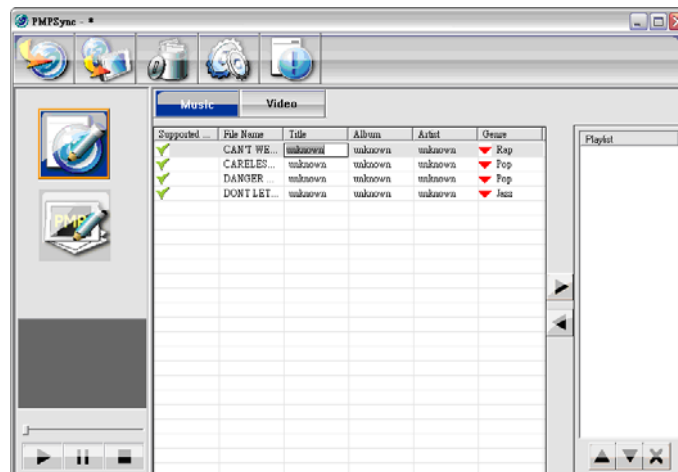 PMPSync - *
Music Video
Supported ... File Name Title Album Artist Genre
CAN'T WE... unknown unknown unknown Rap
CARELES... unknown unknown unknown Pop
DANGER ... unknown unknown unknown Pop
DONT LET... unknown unknown unknown Jazz
Playlist
PMP